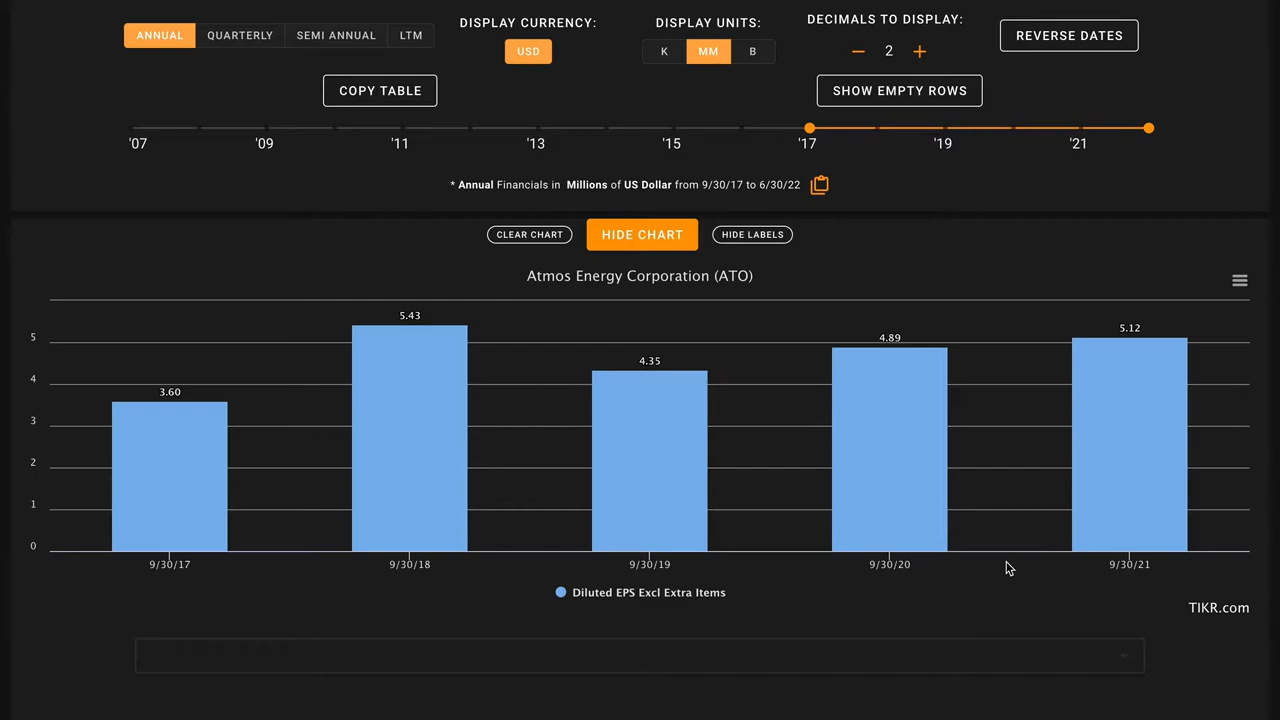 ANNUAL QUARTERLY SEMI ANNUAL LTM
DISPLAY CURRENCY:
USD
DISPLAY UNITS:
K MM B
DECIMALS TO DISPLAY:
− 2 +
REVERSE DATES
COPY TABLE
SHOW EMPTY ROWS
'07 '09 '11 '13 '15 '17 '19 '21
* Annual Financials in Millions of US Dollar from 9/30/17 to 6/30/22
CLEAR CHART HIDE CHART HIDE LABELS
Atmos Energy Corporation (ATO)
5
4
3
2
1
0
3.60 5.43 4.35 4.89 5.12
9/30/17 9/30/18 9/30/19 9/30/20 9/30/21
Diluted EPS Excl Extra Items
TIKR.com